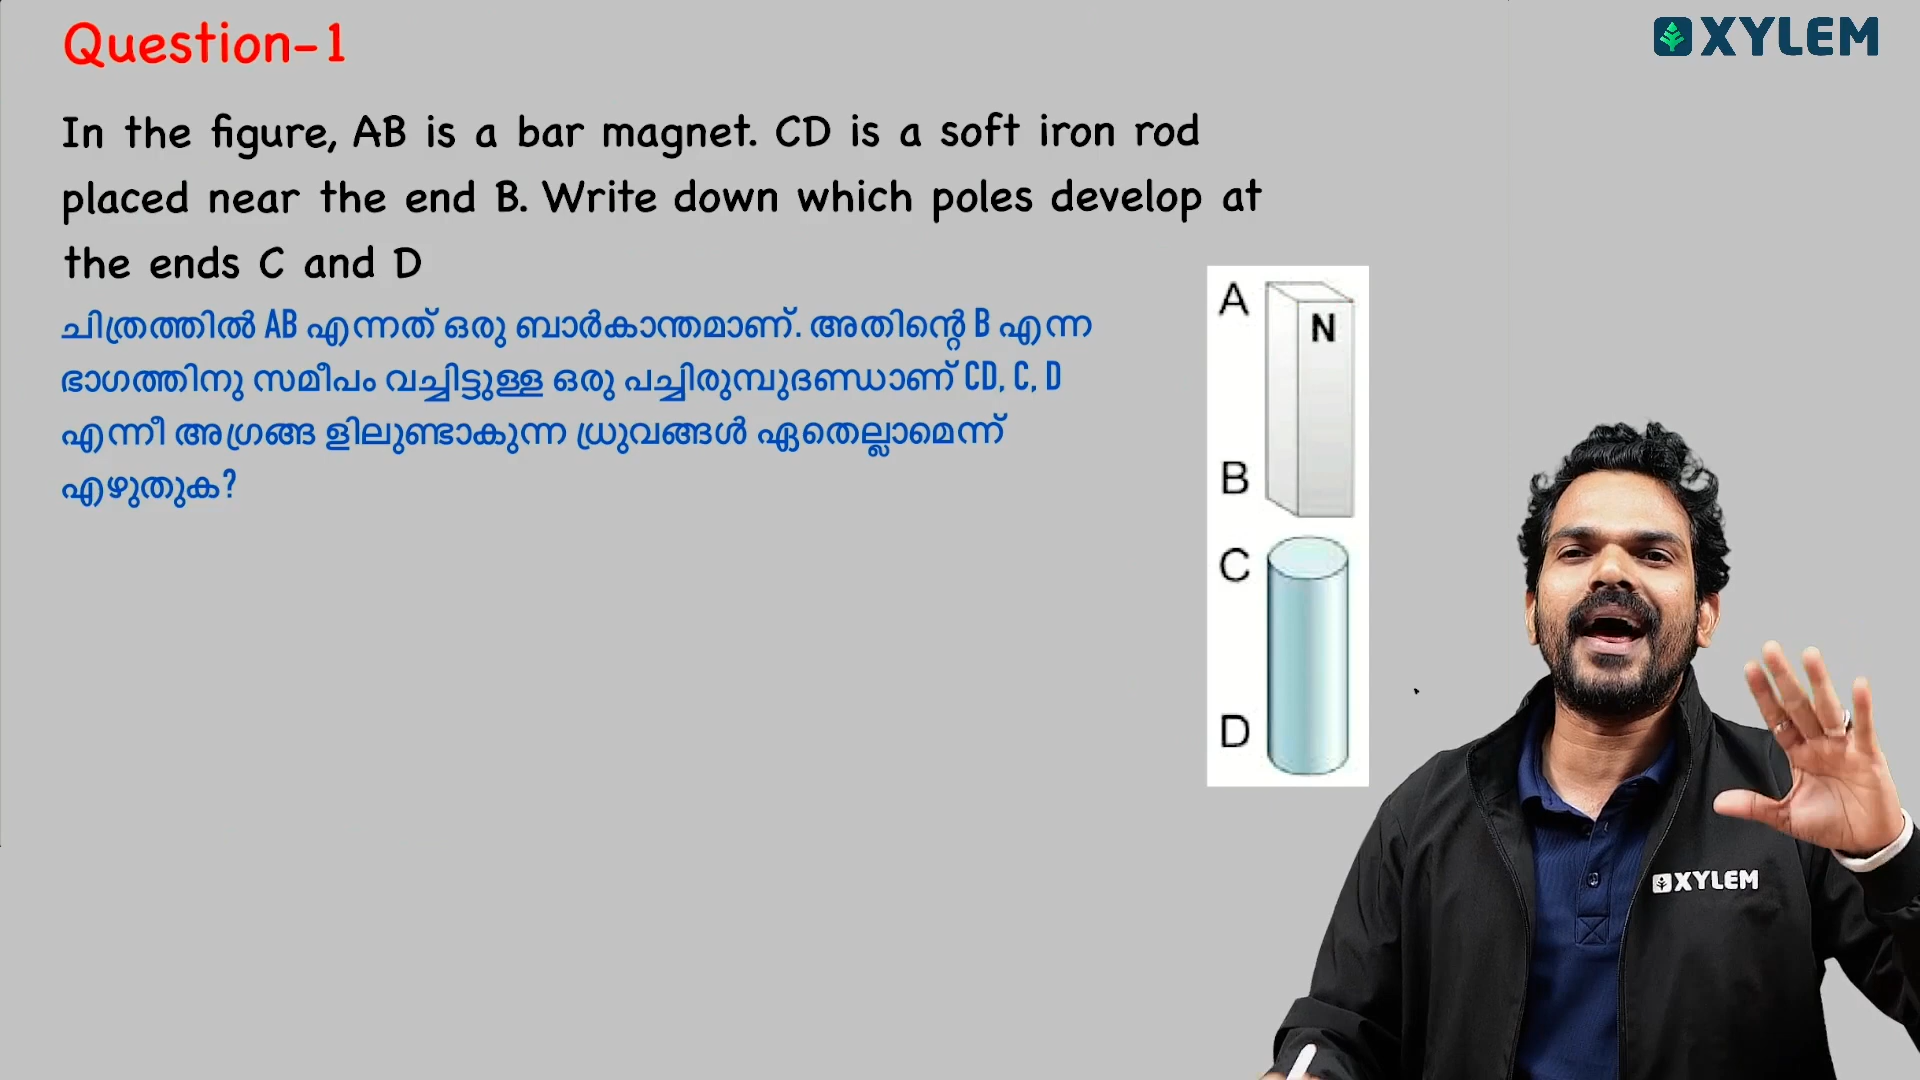 Question-1
XYLEM
In the figure, AB is a bar magnet. CD is a soft iron rod
placed near the end B. Write down which poles develop at
the ends C and D
ചിത്രത്തിൽ AB എന്നത് ഒരു ബാർകാന്തമാണ്. അതിന്റെ B എന്ന
ഭാഗത്തിനു സമീപം വച്ചിട്ടുള്ള ഒരു പച്ചിരുമ്പുദണ്ഡാണ് CD, C, D
എന്നീ അഗ്രങ്ങ ളിലുണ്ടാകുന്ന ധ്രുവങ്ങൾ ഏതെല്ലാമെന്ന്
എഴുതുക?
A
N
B
C
D
XYLEM